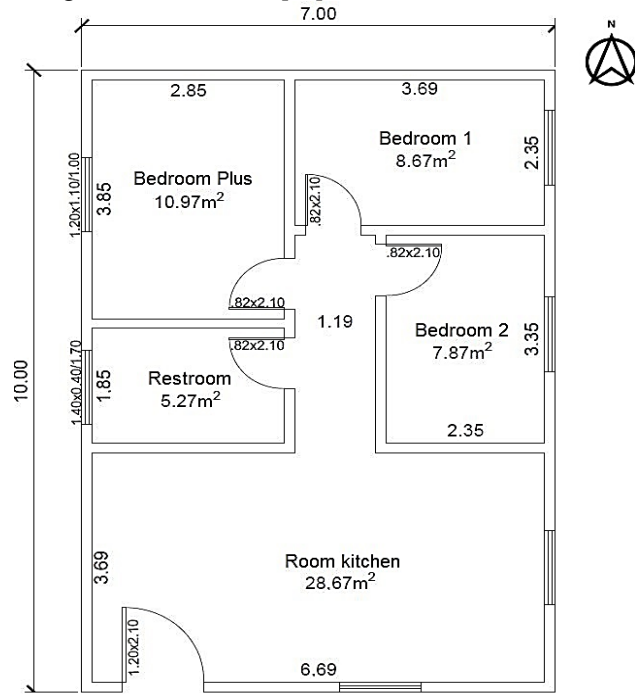 7.00
N
2.85
3.69
Bedroom Plus
10.97m²
1.20x1.10/1.00
3.85
Bedroom 1
8.67m²
2.35
.82x2.10
.82x2.10
.82x2.10
.82x2.10
1.19
Bedroom 2
7.87m²
3.35
2.35
10.00
1.40x0.40/1.70
1.85
Restroom
5.27m²
3.69
Room kitchen
28.67m²
1.20x2.10
6.69